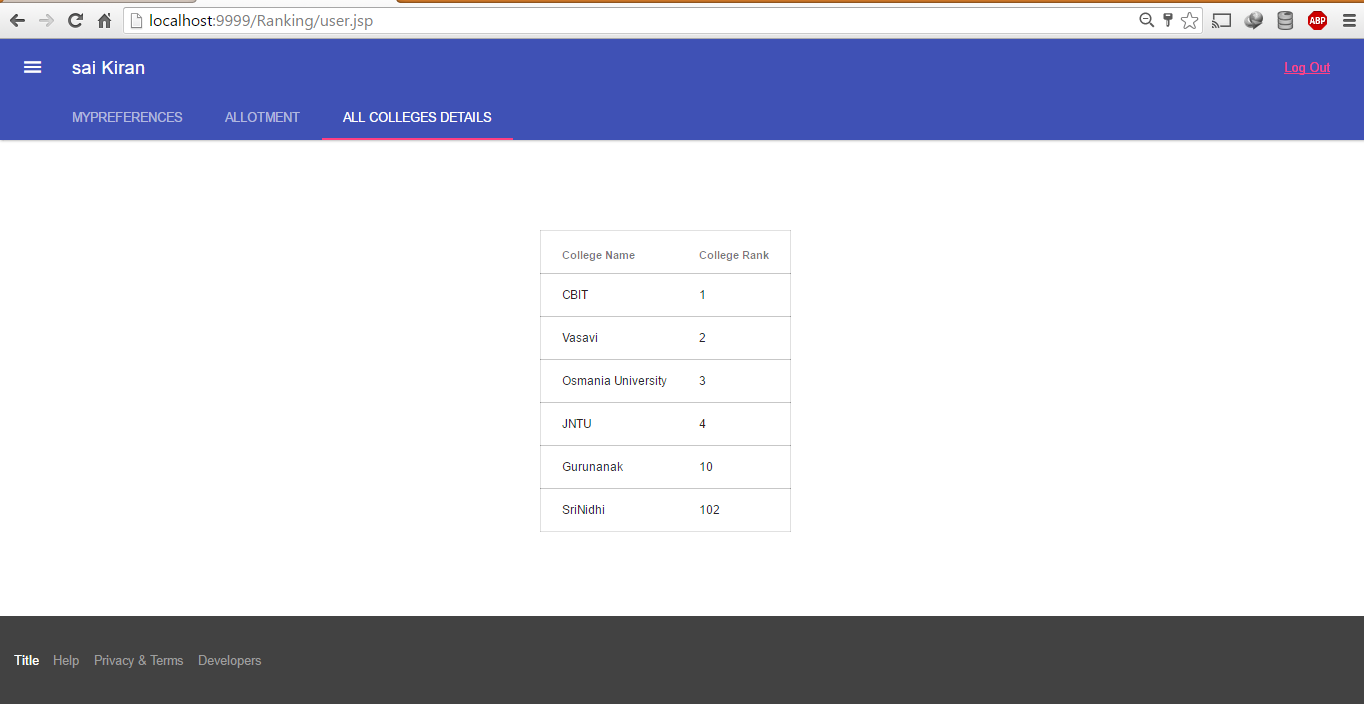 localhost:9999/Ranking/user.jsp
ABP
sai Kiran
Log Out
MYPREFERENCES ALLOTMENT ALL COLLEGES DETAILS
College Name College Rank
CBIT 1
Vasavi 2
Osmania University 3
JNTU 4
Gurunanak 10
SriNidhi 102
Title Help Privacy & Terms Developers